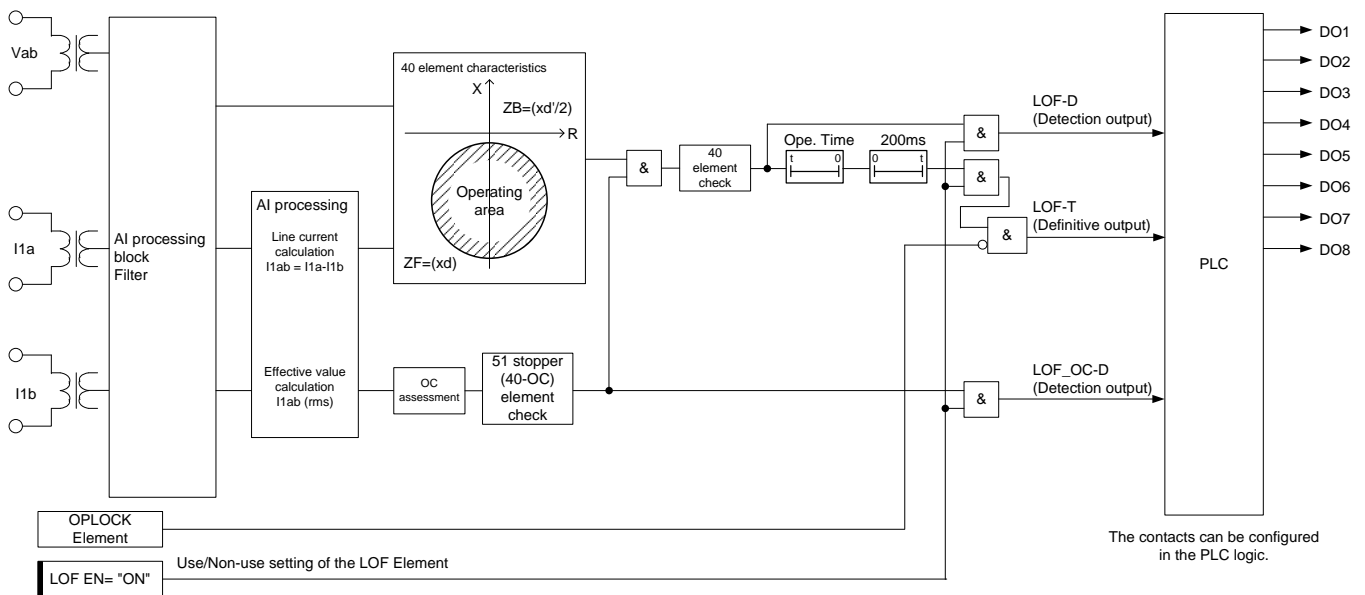 Vab
I1a
I1b
AI processing
block
Filter
AI processing
Line current
calculation
I1ab = I1a-I1b
Effective value
calculation
I1ab (rms)
40 element characteristics
X
ZB=(xd'/2)
R
Operating
area
ZF=(xd)
OC
assessment
51 stopper
(40-OC)
element
check
&
40
element
check
Ope. Time
t 0
200ms
0 t
&
&
&
&
LOF-D
(Detection output)
LOF-T
(Definitive output)
LOF_OC-D
(Detection output)
PLC
DO1
DO2
DO3
DO4
DO5
DO6
DO7
DO8
The contacts can be configured
in the PLC logic.
OPLOCK
Element
LOF EN= "ON"
Use/Non-use setting of the LOF Element